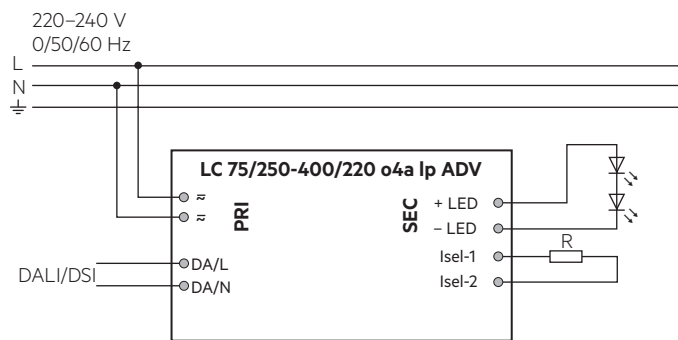 220–240 V
0/50/60 Hz
L
N
LC 75/250-400/220 o4a lp ADV
≂
≂
PRI
SEC
+ LED
– LED
Isel-1
R
Isel-2
DALI/DSI
DA/L
DA/N